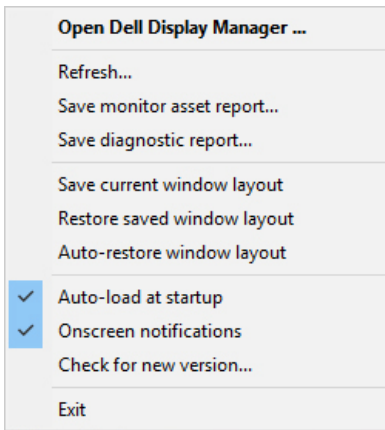 Open Dell Display Manager ...
Refresh...
Save monitor asset report...
Save diagnostic report...
Save current window layout
Restore saved window layout
Auto-restore window layout
Auto-load at startup
Onscreen notifications
Check for new version...
Exit